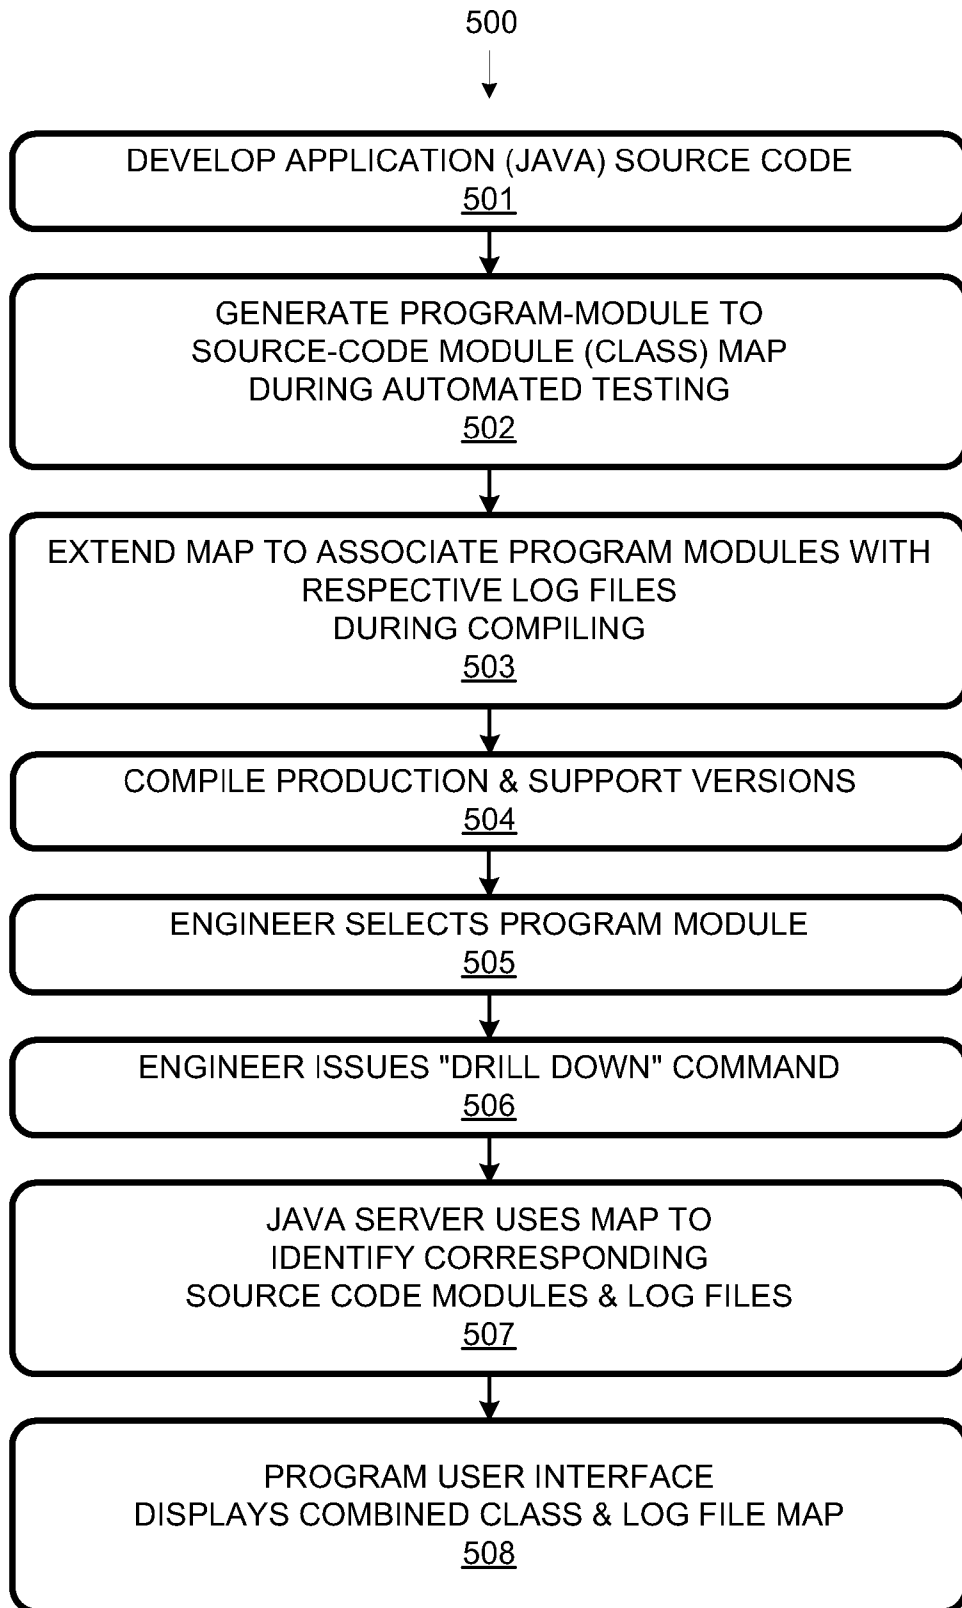 500
DEVELOP APPLICATION (JAVA) SOURCE CODE
501
GENERATE PROGRAM-MODULE TO
SOURCE-CODE MODULE (CLASS) MAP
DURING AUTOMATED TESTING
502
EXTEND MAP TO ASSOCIATE PROGRAM MODULES WITH
RESPECTIVE LOG FILES
DURING COMPILING
503
COMPILE PRODUCTION & SUPPORT VERSIONS
504
ENGINEER SELECTS PROGRAM MODULE
505
ENGINEER ISSUES "DRILL DOWN" COMMAND
506
JAVA SERVER USES MAP TO
IDENTIFY CORRESPONDING
SOURCE CODE MODULES & LOG FILES
507
PROGRAM USER INTERFACE
DISPLAYS COMBINED CLASS & LOG FILE MAP
508